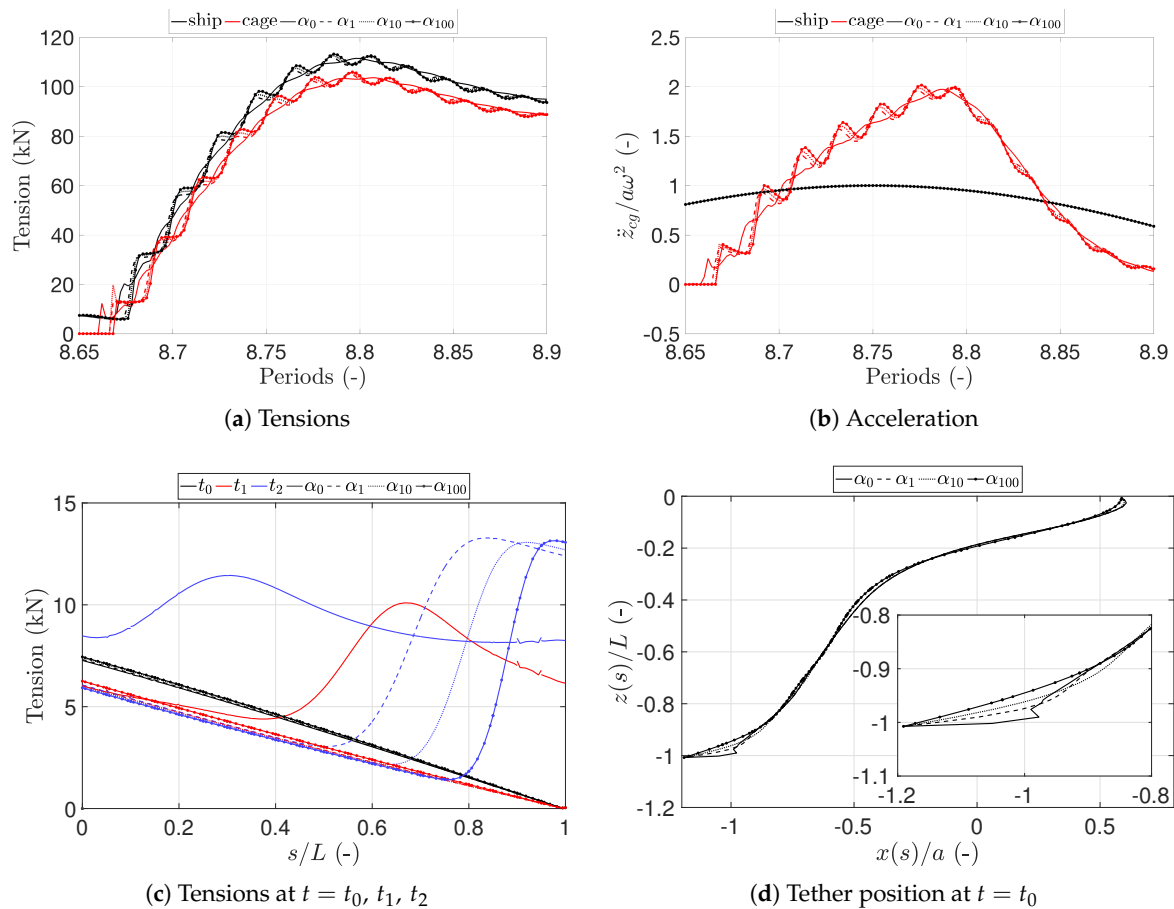 ship cage α₀ α₁ α₁₀ α₁₀₀
120
100
80
60
40
20
0
Tension (kN)
8.65 8.7 8.75 8.8 8.85 8.9
Periods (-)
(a) Tensions
ship cage α₀ α₁ α₁₀ α₁₀₀
2.5
2
1.5
1
0.5
0
-0.5
z̈_cg/aω² (-)
8.65 8.7 8.75 8.8 8.85 8.9
Periods (-)
(b) Acceleration
t₀ t₁ t₂ α₀ α₁ α₁₀ α₁₀₀
15
10
5
0
Tension (kN)
0 0.2 0.4 0.6 0.8 1
s/L (-)
(c) Tensions at t = t₀, t₁, t₂
α₀ α₁ α₁₀ α₁₀₀
0
-0.2
-0.4
-0.6
-0.8
-1
-1.2
z(s)/L (-)
-0.8
-0.9
-1
-1.1
-1.2 -1 -0.8
-1 -0.5 0 0.5
x(s)/a (-)
(d) Tether position at t = t₀